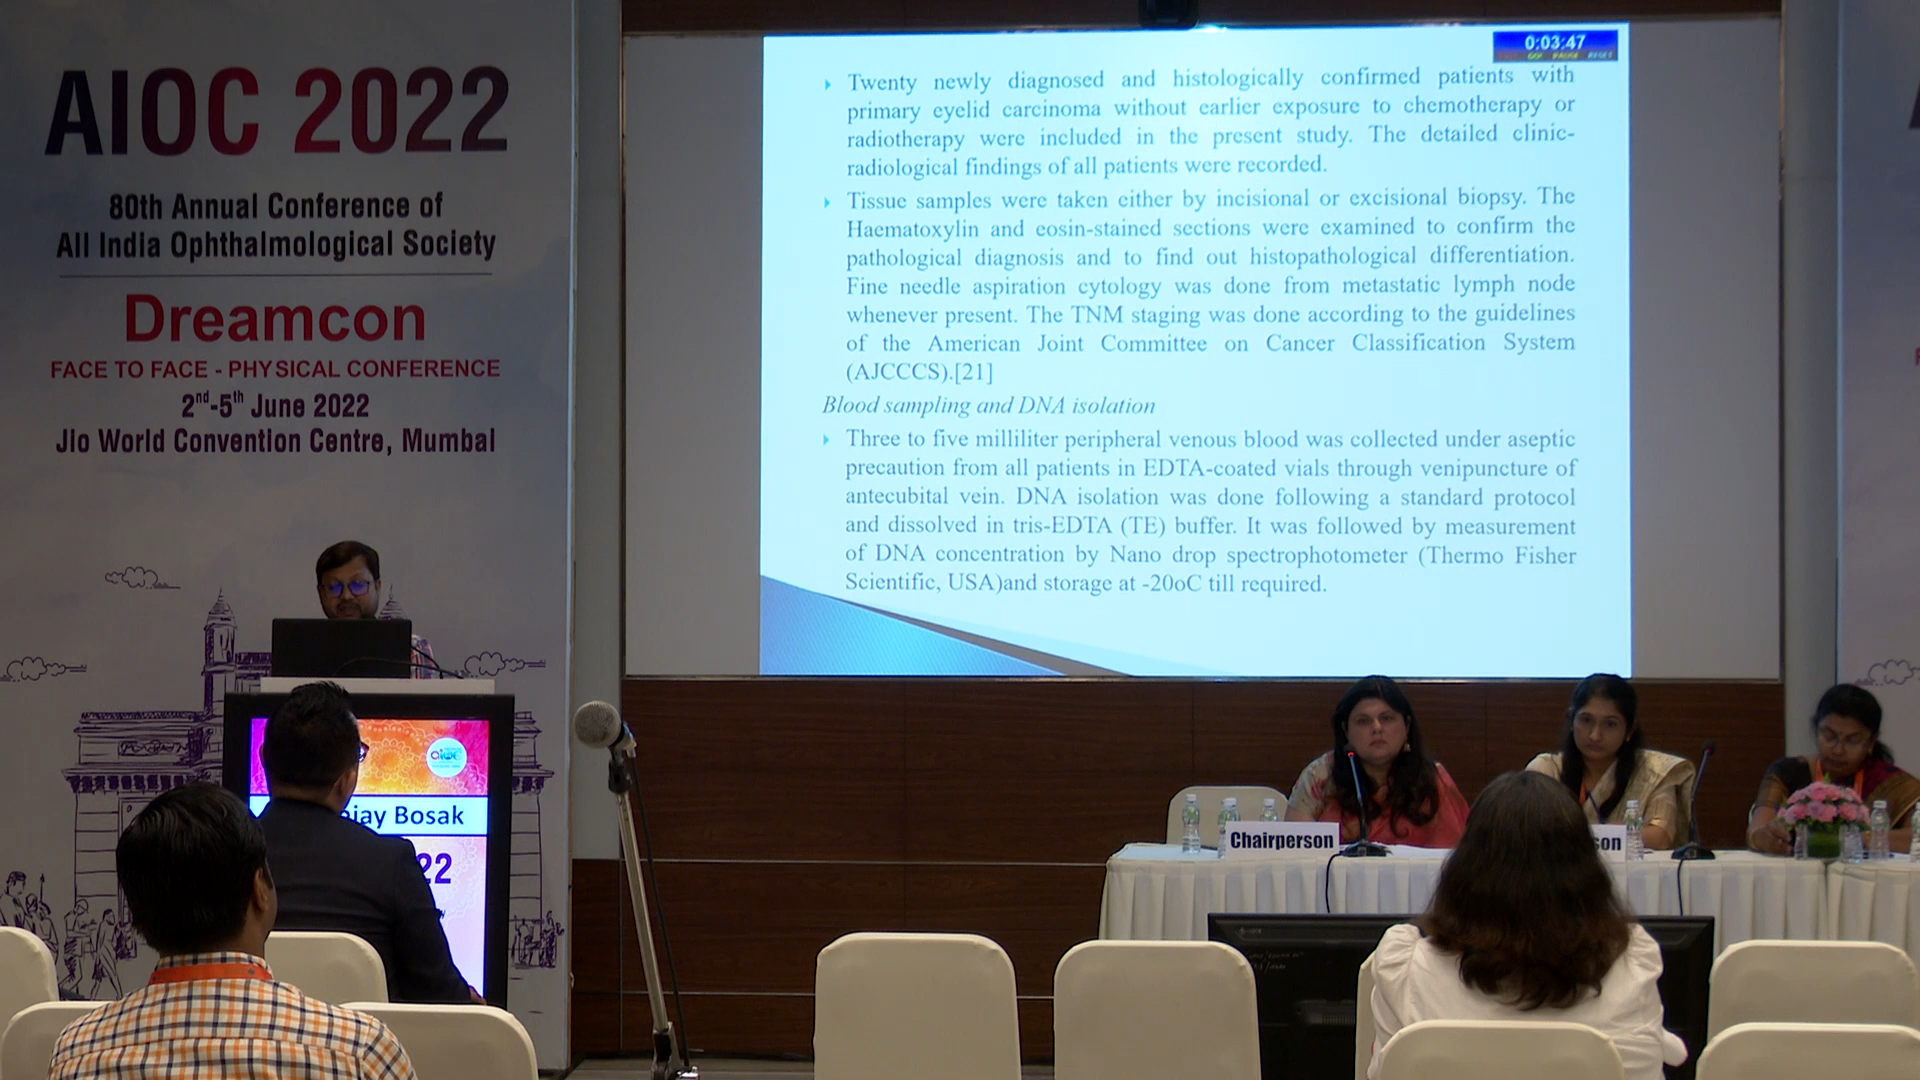 AIOC 2022
80th Annual Conference of
All India Ophthalmological Society
Dreamcon
FACE TO FACE - PHYSICAL CONFERENCE
2nd-5th June 2022
Jio World Convention Centre, Mumbai
0:03:47
Twenty newly diagnosed and histologically confirmed patients with
primary eyelid carcinoma without earlier exposure to chemotherapy or
radiotherapy were included in the present study. The detailed clinic-
radiological findings of all patients were recorded.
Tissue samples were taken either by incisional or excisional biopsy. The
Haematoxylin and eosin-stained sections were examined to confirm the
pathological diagnosis and to find out histopathological differentiation.
Fine needle aspiration cytology was done from metastatic lymph node
whenever present. The TNM staging was done according to the guidelines
of the American Joint Committee on Cancer Classification System
(AJCCCS).[21]
Blood sampling and DNA isolation
Three to five milliliter peripheral venous blood was collected under aseptic
precaution from all patients in EDTA-coated vials through venipuncture of
antecubital vein. DNA isolation was done following a standard protocol
and dissolved in tris-EDTA (TE) buffer. It was followed by measurement
of DNA concentration by Nano drop spectrophotometer (Thermo Fisher
Scientific, USA)and storage at -20oC till required.
jay Bosak
22
Chairperson
son